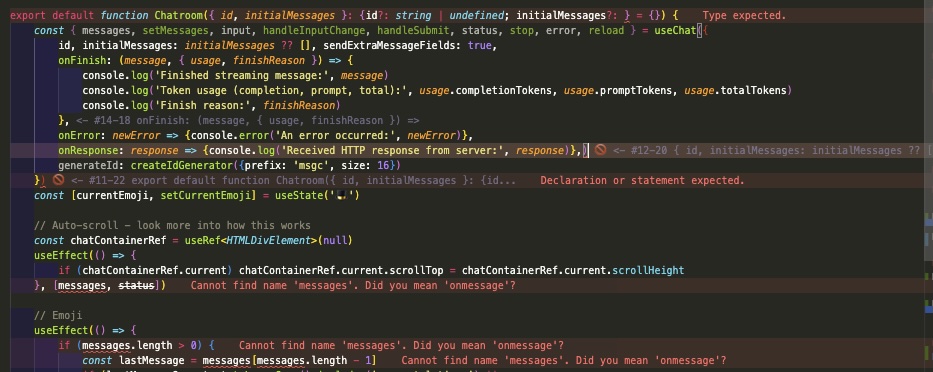 export default function Chatroom({ id, initialMessages }: {id?: string | undefined; initialMessages?: } = {}) { Type expected.
const { messages, setMessages, input, handleInputChange, handleSubmit, status, stop, error, reload } = useChat({
id, initialMessages: initialMessages ?? [], sendExtraMessageFields: true,
onFinish: (message, { usage, finishReason }) => {
console.log('Finished streaming message:', message)
console.log('Token usage (completion, prompt, total):', usage.completionTokens, usage.promptTokens, usage.totalTokens)
console.log('Finish reason:', finishReason)
}, <- #14-18 onFinish: (message, { usage, finishReason }) =>
onError: newError => {console.error('An error occurred:', newError)},
onResponse: response => {console.log('Received HTTP response from server:', response)},} <- #12-20 { id, initialMessages: initialMessages ?? [
generateId: createIdGenerator({prefix: 'msgc', size: 16})
}) <- #11-22 export default function Chatroom({ id, initialMessages }: {id... Declaration or statement expected.
const [currentEmoji, setCurrentEmoji] = useState('')
// Auto-scroll - look more into how this works
const chatContainerRef = useRef<HTMLDivElement>(null)
useEffect(() => {
if (chatContainerRef.current) chatContainerRef.current.scrollTop = chatContainerRef.current.scrollHeight
}, [messages, status]) Cannot find name 'messages'. Did you mean 'onmessage'?
// Emoji
useEffect(() => {
if (messages.length > 0) { Cannot find name 'messages'. Did you mean 'onmessage'?
const lastMessage = messages[messages.length - 1] Cannot find name 'messages'. Did you mean 'onmessage'?